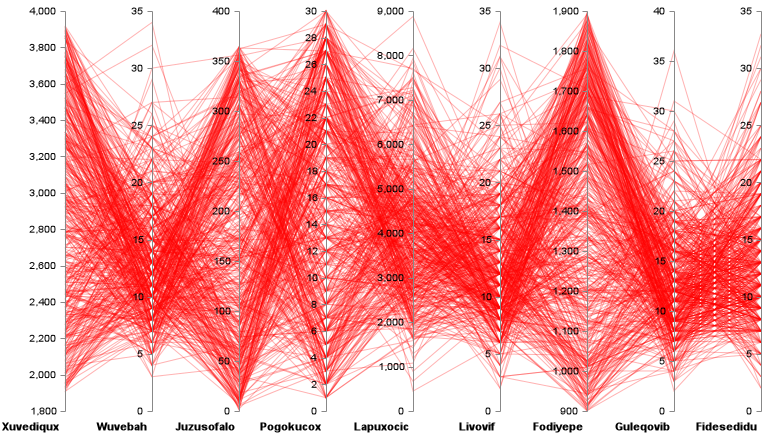 4,000 35 400 30 9,000 35 1,900 40 35
28 8,000 1,800 35
3,800 30 350 26 30 30
3,600 24 7,000 1,700 30
300 22
3,400 25 20 6,000 25 1,600 25 25
3,200 250 18
3,000 20 16 5,000 20 1,500 20 20
2,800 200 14 4,000 1,400
15 12 15 1,300 15
2,600 150 10 3,000 15
2,400 10 100 8 10 1,200 10
2,200 6 2,000 1,100 10
5 50 4 5 5
2,000 2 1,000 1,000 5
1,800 0 0 0 0 0 900 0 0
Xuvediqux Wuvebah Juzusofalo Pogokucox Lapuxocic Livovif Fodiyepe Guleqovib Fidesedidu